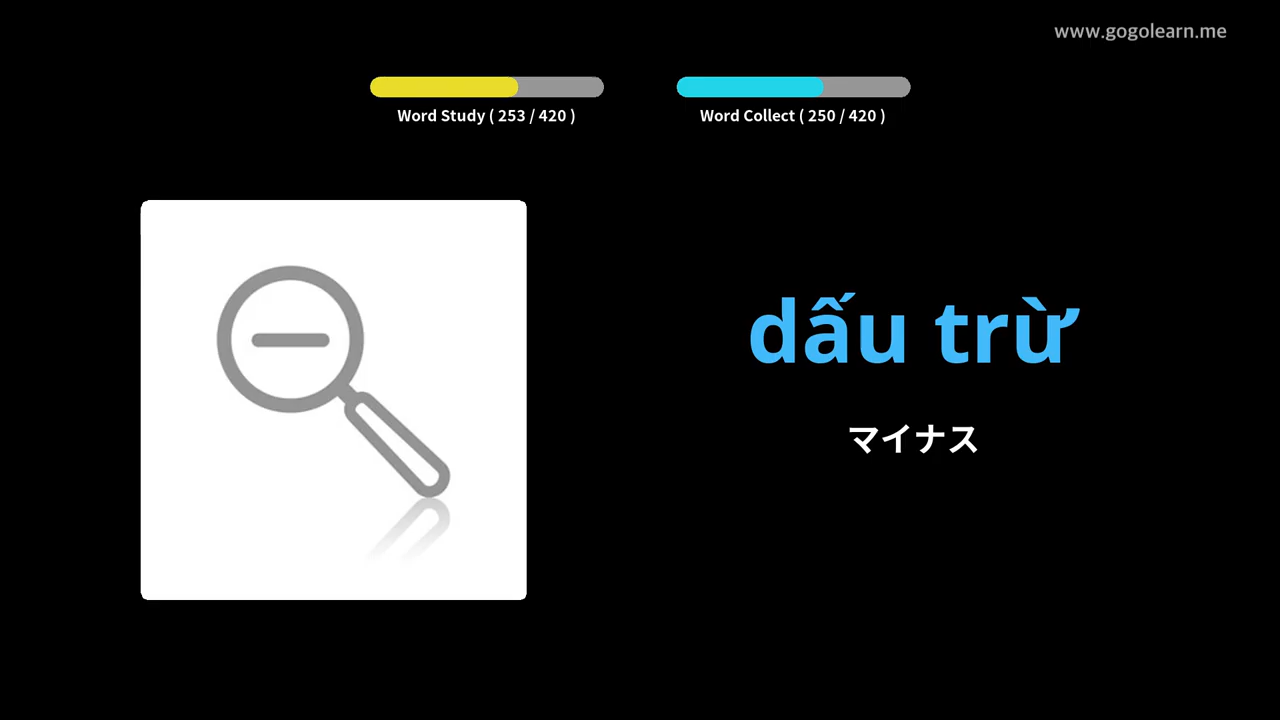 www.gogolearn.me
Word Study ( 253 / 420 )
Word Collect ( 250 / 420 )
dấu trừ
マイナス